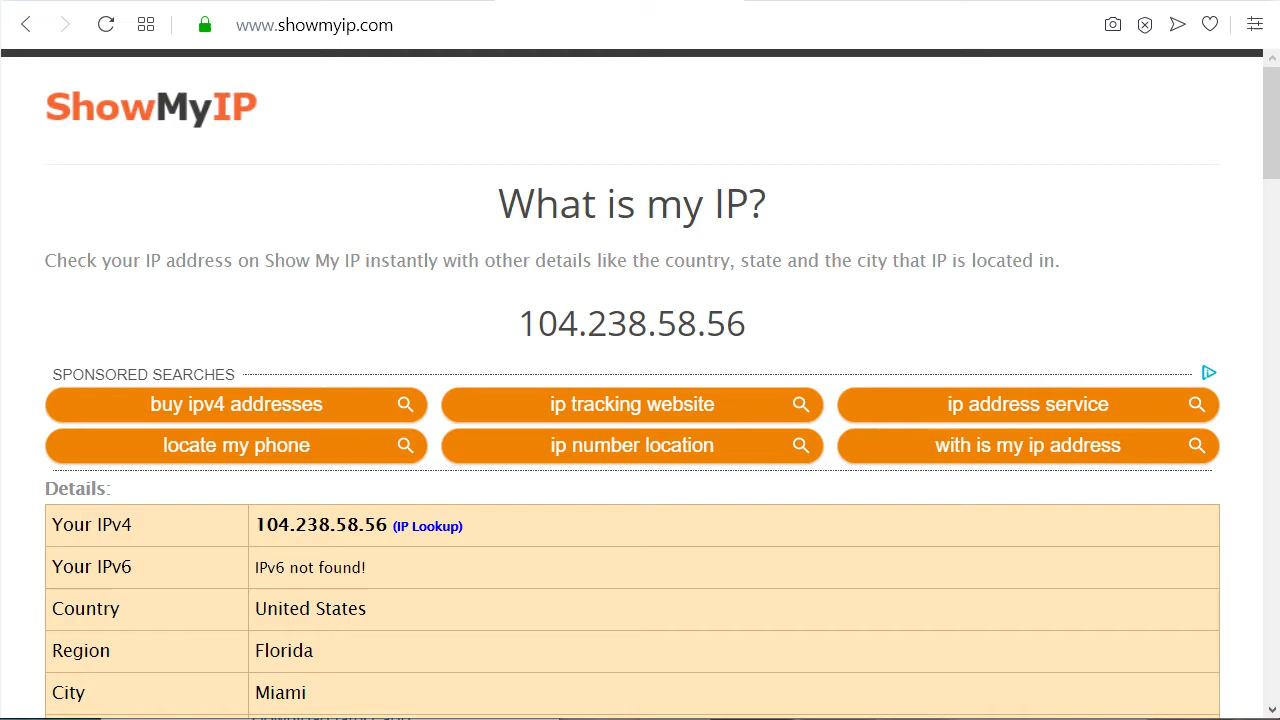 www.showmyip.com
ShowMyIP
What is my IP?
Check your IP address on Show My IP instantly with other details like the country, state and the city that IP is located in.
104.238.58.56
SPONSORED SEARCHES
buy ipv4 addresses
ip tracking website
ip address service
locate my phone
ip number location
with is my ip address
Details:
Your IPv4 104.238.58.56 (IP Lookup)
Your IPv6 IPv6 not found!
Country United States
Region Florida
City Miami